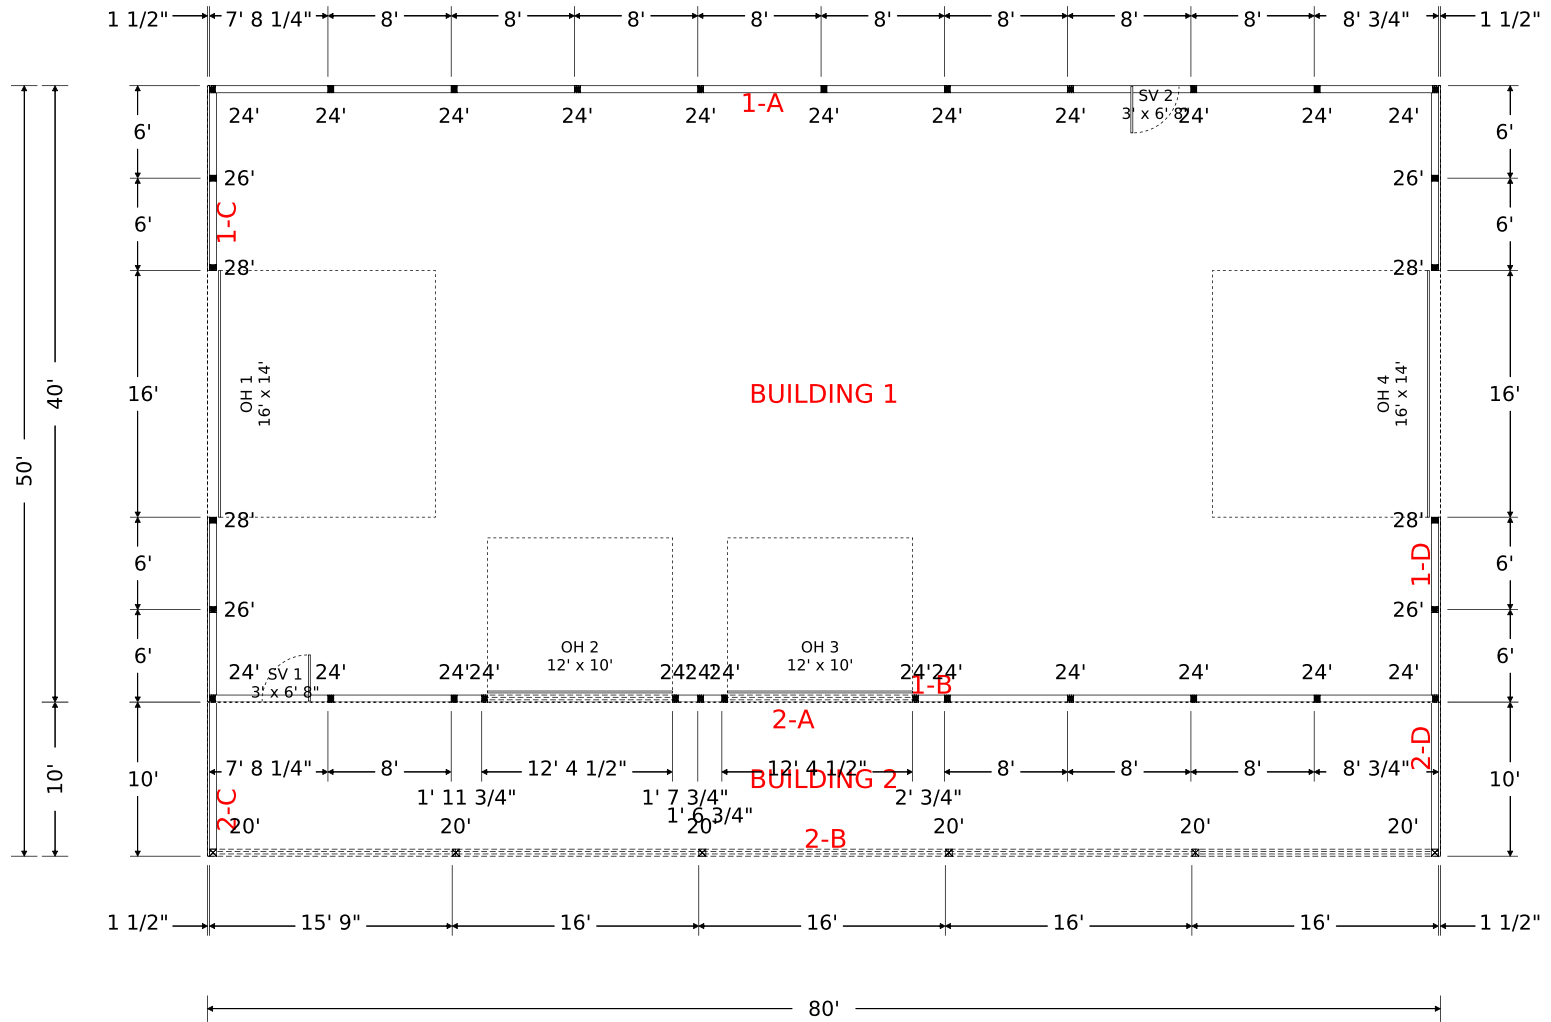 1 1/2" 7' 8 1/4" 8' 8' 8' 8' 8' 8' 8' 8' 8' 3/4" 1 1/2"
SV 2
3' x 6' 8"
1-A
24' 24' 24' 24' 24' 24' 24' 24' 24' 24' 24'
6' 6'
26' 26'
1-C
6' 6'
28' 28'
40'
16' 16'
OH 1
16' x 14'
BUILDING 1
OH 4
16' x 14'
50'
28' 28'
6' 6'
1-D
26' 26'
OH 2
12' x 10'
OH 3
12' x 10'
6' 6'
24' 24' 24' 24' 24' 24' 24' 24' 24' 24' 24' 24' 24' 24'
SV 1
3' x 6' 8"
1-B
2-A
2-D
7' 8 1/4" 8' 12' 4 1/2" 12' 4 1/2" 8' 8' 8' 8' 3/4"
10' 10' 10'
BUILDING 2
1' 11 3/4" 1' 7 3/4" 2' 3/4"
1' 6 3/4"
2-C
20' 20' 20' 20' 20' 20'
2-B
1 1/2" 15' 9" 16' 16' 16' 16' 1 1/2"
80'